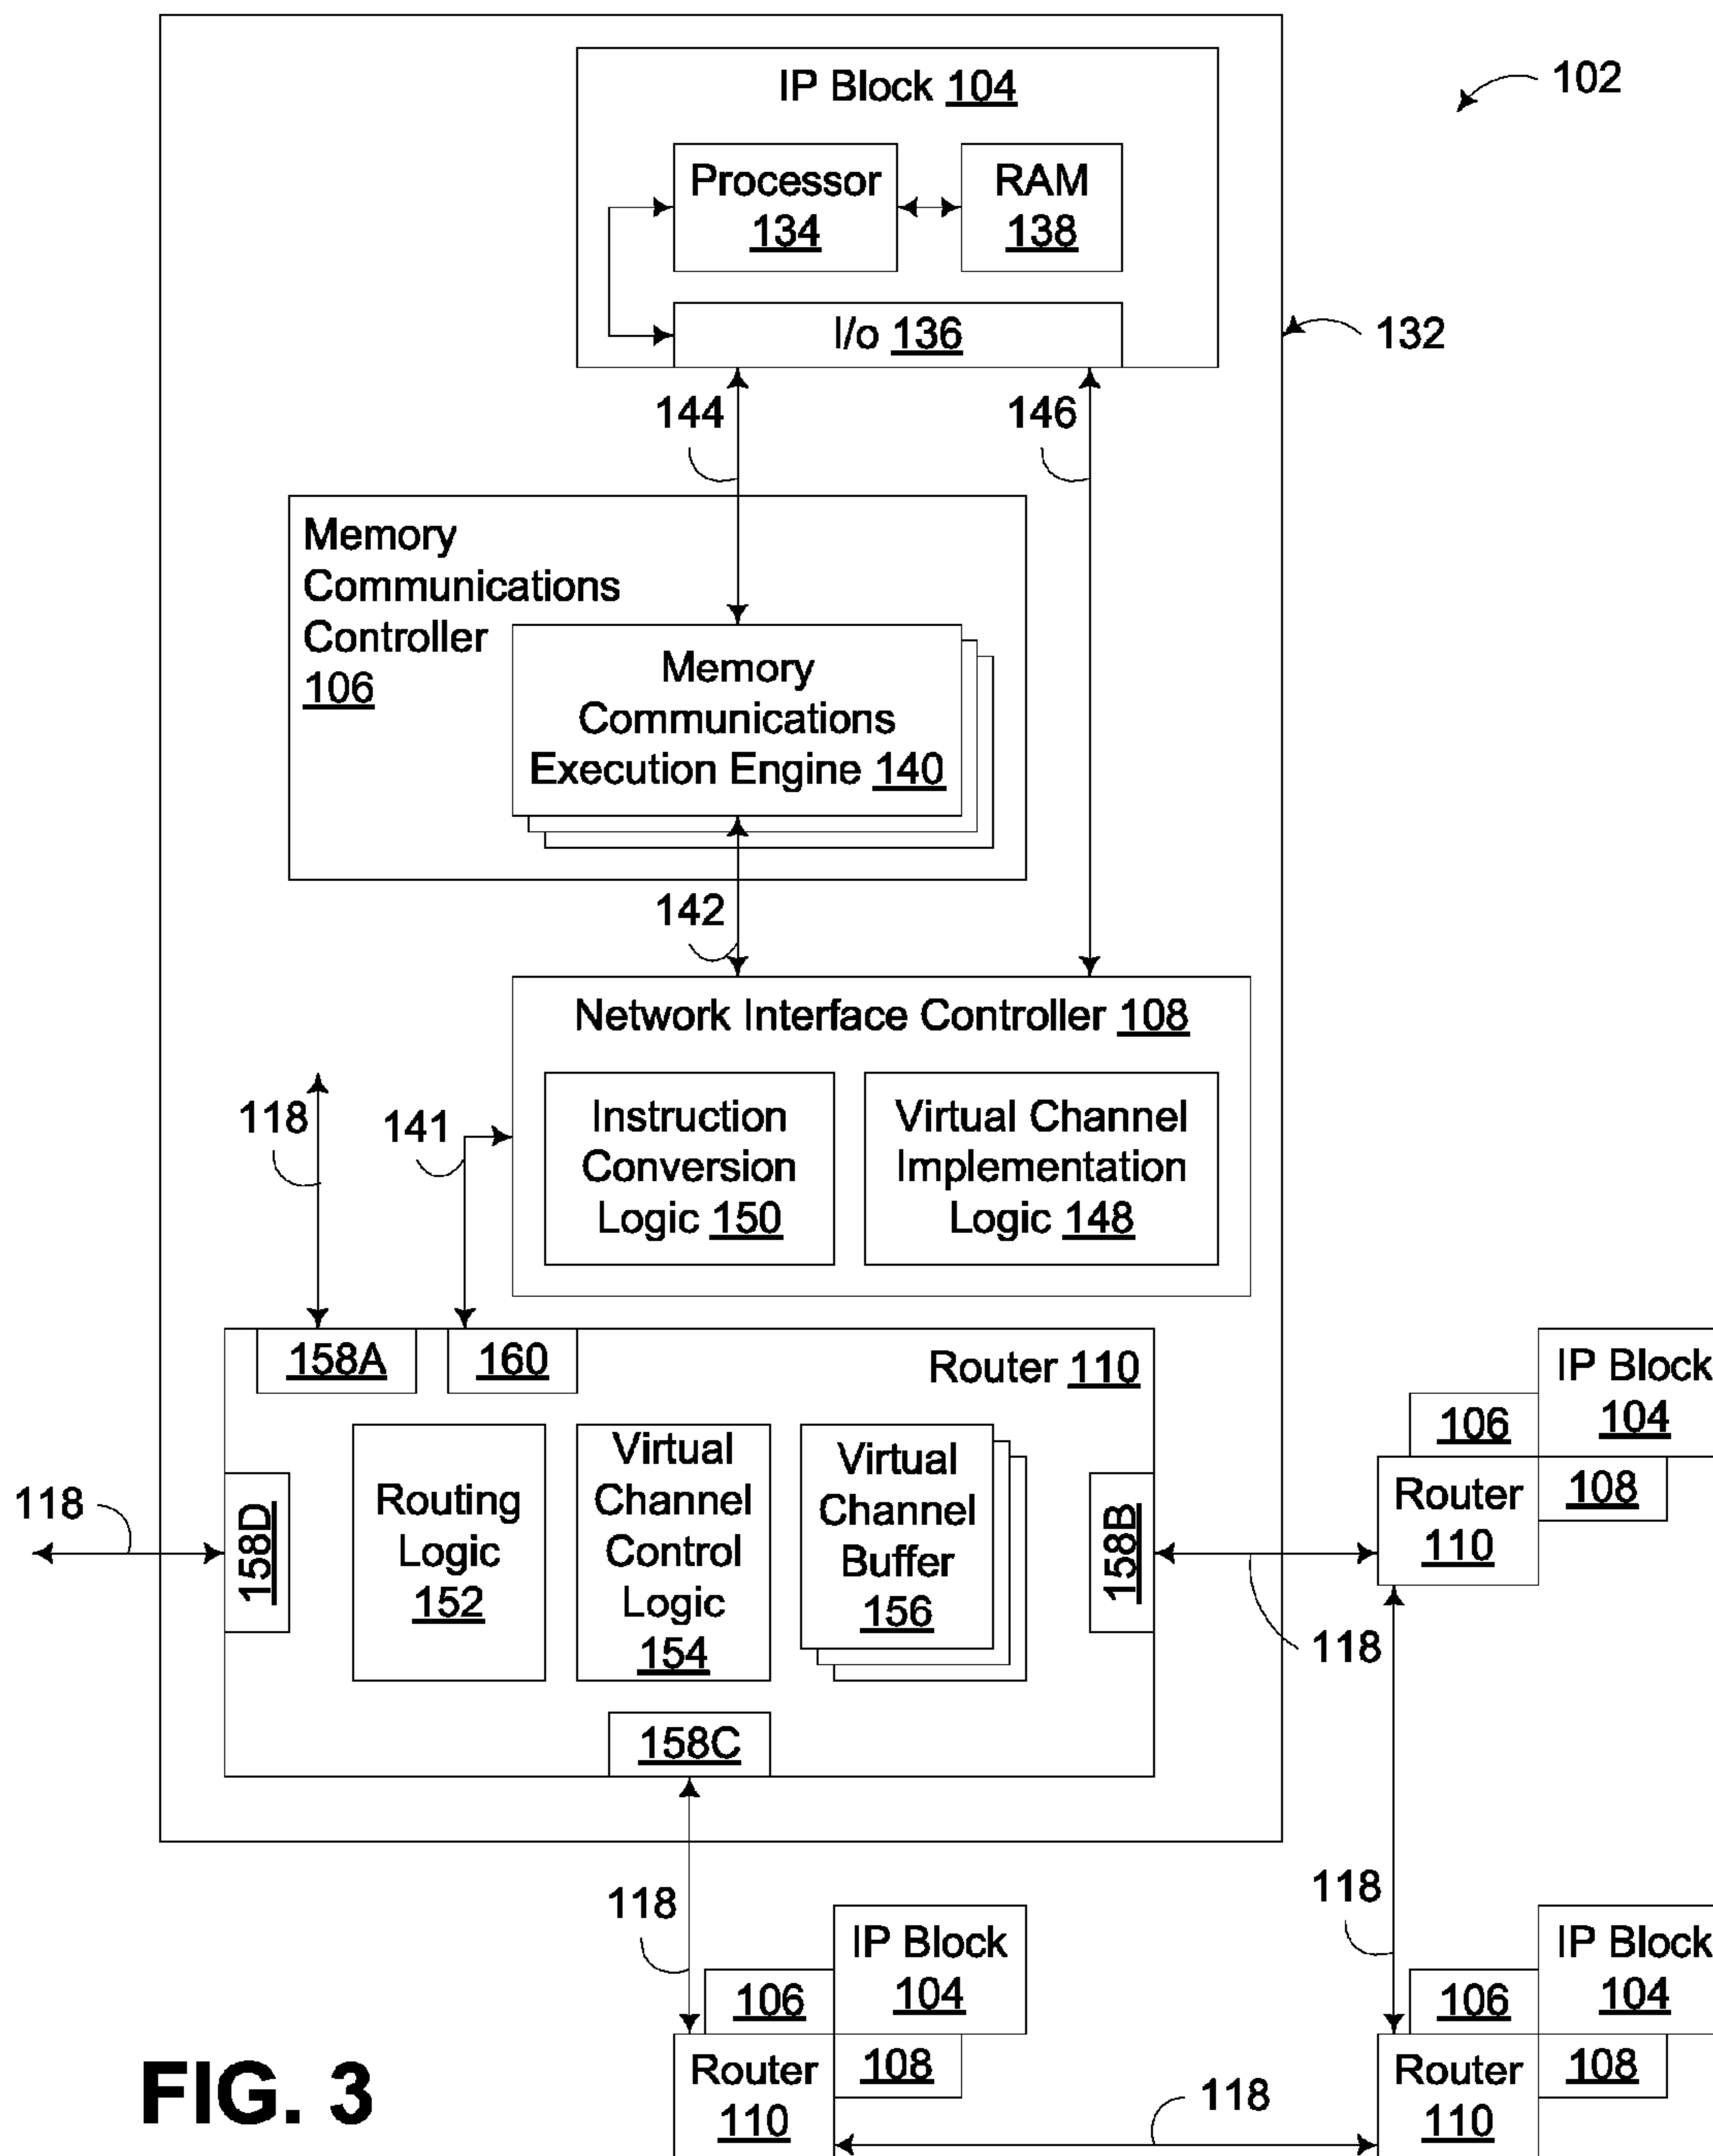 IP Block 104
102
Processor
134
RAM
138
I/o 136
132
144
146
Memory
Communications
Controller
106
Memory
Communications
Execution Engine 140
142
Network Interface Controller 108
118
141
Instruction
Conversion
Logic 150
Virtual Channel
Implementation
Logic 148
158A
160
Router 110
118
158D
Routing
Logic
152
Virtual
Channel
Control
Logic
154
Virtual
Channel
Buffer
156
158B
158C
118
IP Block
104
106
Router
110
108
118
118
IP Block
104
106
Router
110
108
118
IP Block
104
106
Router
110
108
118
FIG. 3